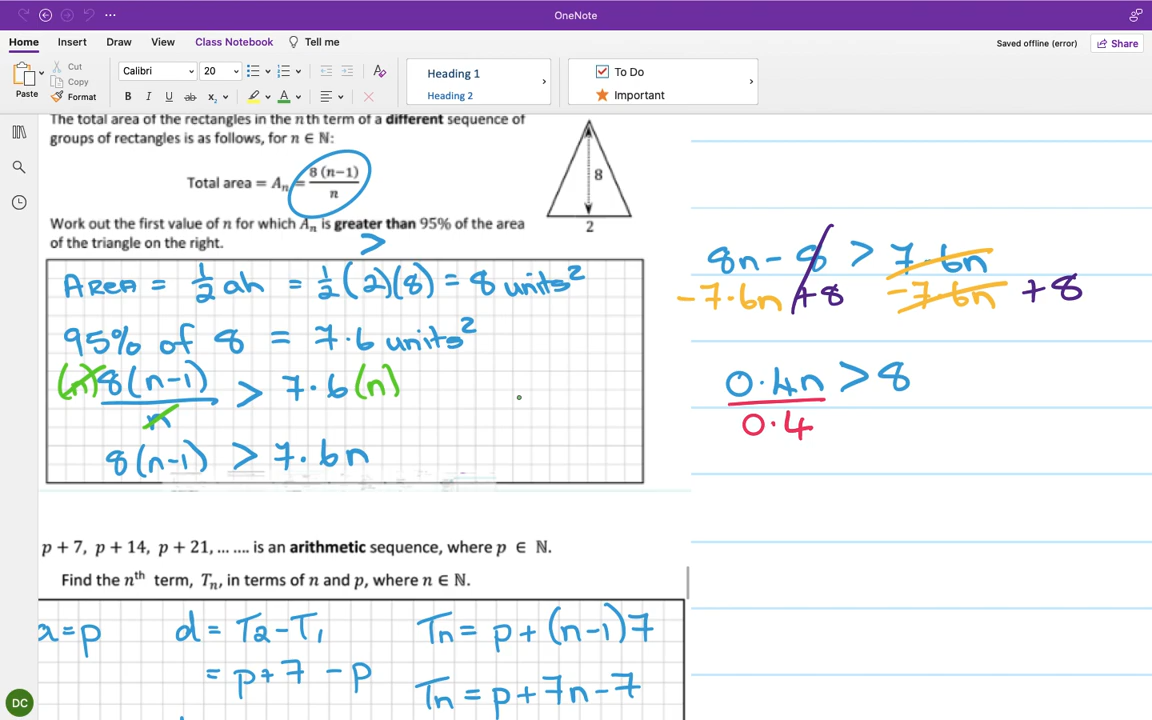 OneNote
Home Insert Draw View Class Notebook Tell me
Saved offline (error) Share
Paste
Cut
Copy
Format
Calibri 20
B I U ab x₂ A
Heading 1
Heading 2
To Do
Important
The total area of the rectangles in the n th term of a different sequence of
groups of rectangles is as follows, for n ∈ ℕ:
Total area = Aₙ = 8 (n−1)
n
8
2
Work out the first value of n for which Aₙ is greater than 95% of the area
of the triangle on the right.
>
AREA = ½ ah = ½ (2)(8) = 8 units²
95% of 8 = 7.6 units²
(n) 8(n-1) > 7.6 (n)
n
8(n-1) > 7.6n
8n - 8 > 7.6n
-7.6n +8 -7.6n +8
0.4n > 8
0.4
p + 7, p + 14, p + 21, ... .... is an arithmetic sequence, where p ∈ ℕ.
Find the nᵗʰ term, Tₙ, in terms of n and p, where n ∈ ℕ.
a = p d = T₂ - T₁ Tn = p + (n-1)7
= p+7 - p
Tn = p + 7n - 7
DC